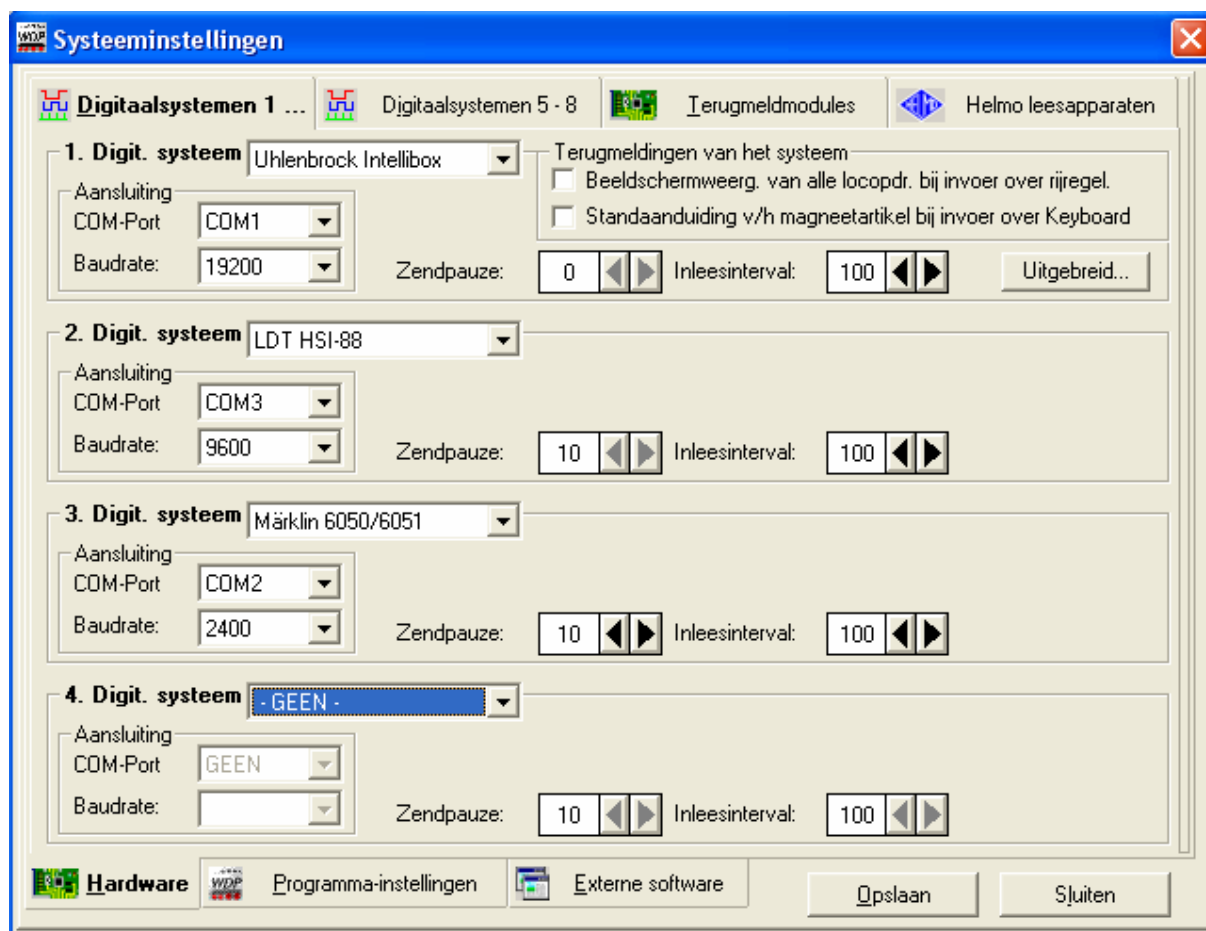 Systeeminstellingen
Digitaalsystemen 1 ...
Digitaalsystemen 5 - 8
Terugmeldmodules
Helmo leesapparaten
1. Digit. systeem Uhlenbrock Intellibox
Terugmeldingen van het systeem
Beeldschermweerg. van alle locopdr. bij invoer over rijregel.
Standaanduiding v/h magneetartikel bij invoer over Keyboard
Aansluiting
COM-Port COM1
Baudrate: 19200
Zendpauze: 0 Inleesinterval: 100 Uitgebreid...
2. Digit. systeem LDT HSI-88
Aansluiting
COM-Port COM3
Baudrate: 9600
Zendpauze: 10 Inleesinterval: 100
3. Digit. systeem Märklin 6050/6051
Aansluiting
COM-Port COM2
Baudrate: 2400
Zendpauze: 10 Inleesinterval: 100
4. Digit. systeem - GEEN -
Aansluiting
COM-Port GEEN
Baudrate:
Zendpauze: 10 Inleesinterval: 100
Hardware
WDP
Programma-instellingen
Externe software
Opslaan
Sluiten